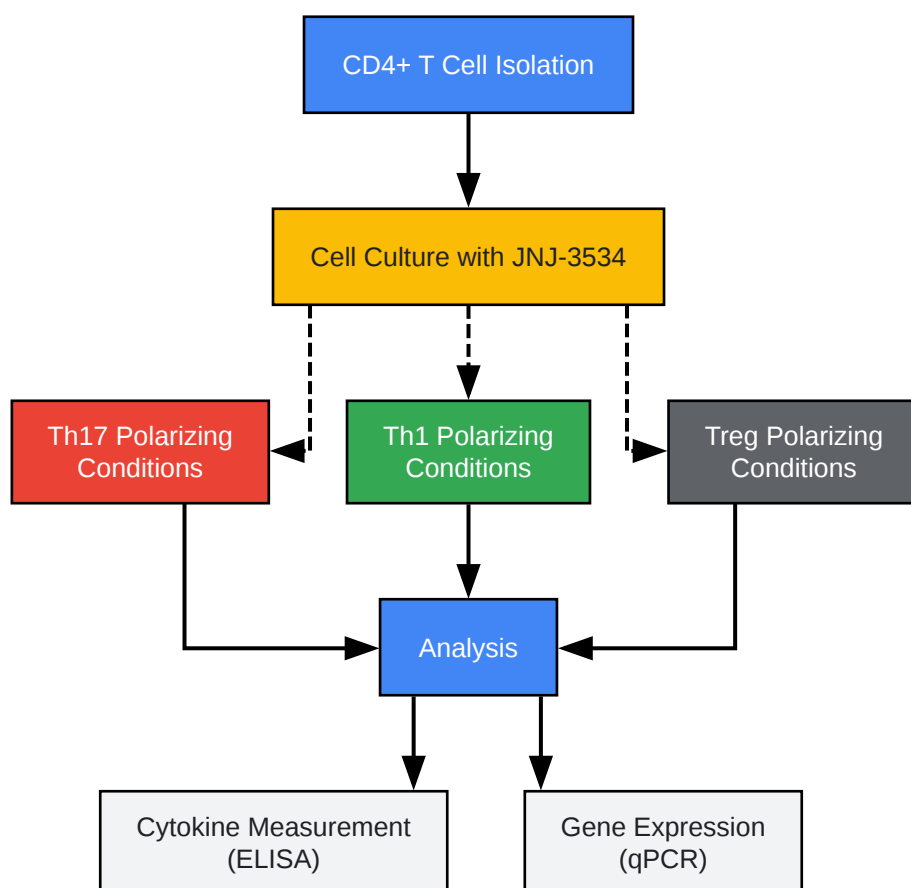 CD4+ T Cell Isolation
Cell Culture with JNJ-3534
Th17 Polarizing
Conditions
Th1 Polarizing
Conditions
Treg Polarizing
Conditions
Analysis
Cytokine Measurement
(ELISA)
Gene Expression
(qPCR)